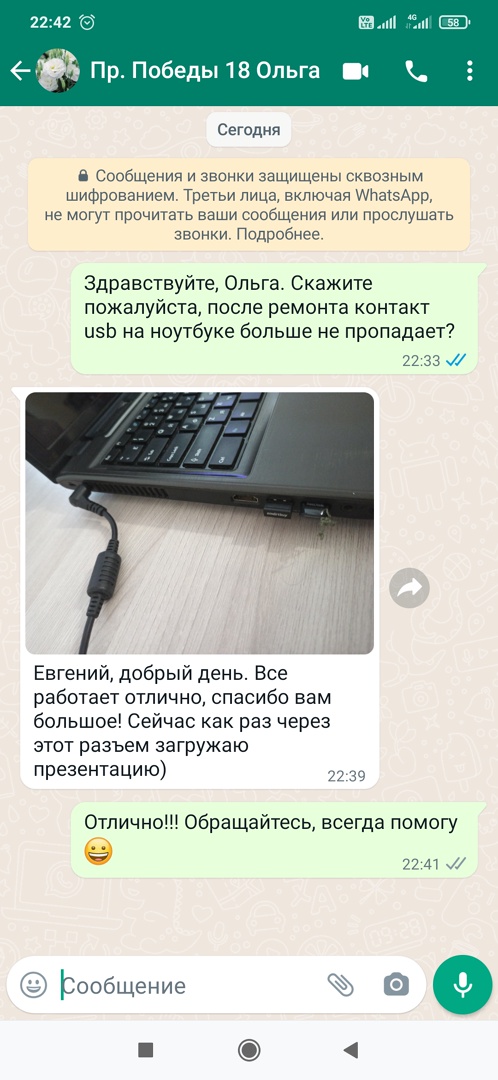 22:42
Vo LTE
4G
58
Пр. Победы 18 Ольга
Сегодня
Сообщения и звонки защищены сквозным
шифрованием. Третьи лица, включая WhatsApp,
не могут прочитать ваши сообщения или прослушать
звонки. Подробнее.
Здравствуйте, Ольга. Скажите
пожалуйста, после ремонта контакт
usb на ноутбуке больше не пропадает?
22:33
Евгений, добрый день. Все
работает отлично, спасибо вам
большое! Сейчас как раз через
этот разъем загружаю
презентацию)
22:39
Отлично!!! Обращайтесь, всегда помогу
22:41
Сообщение